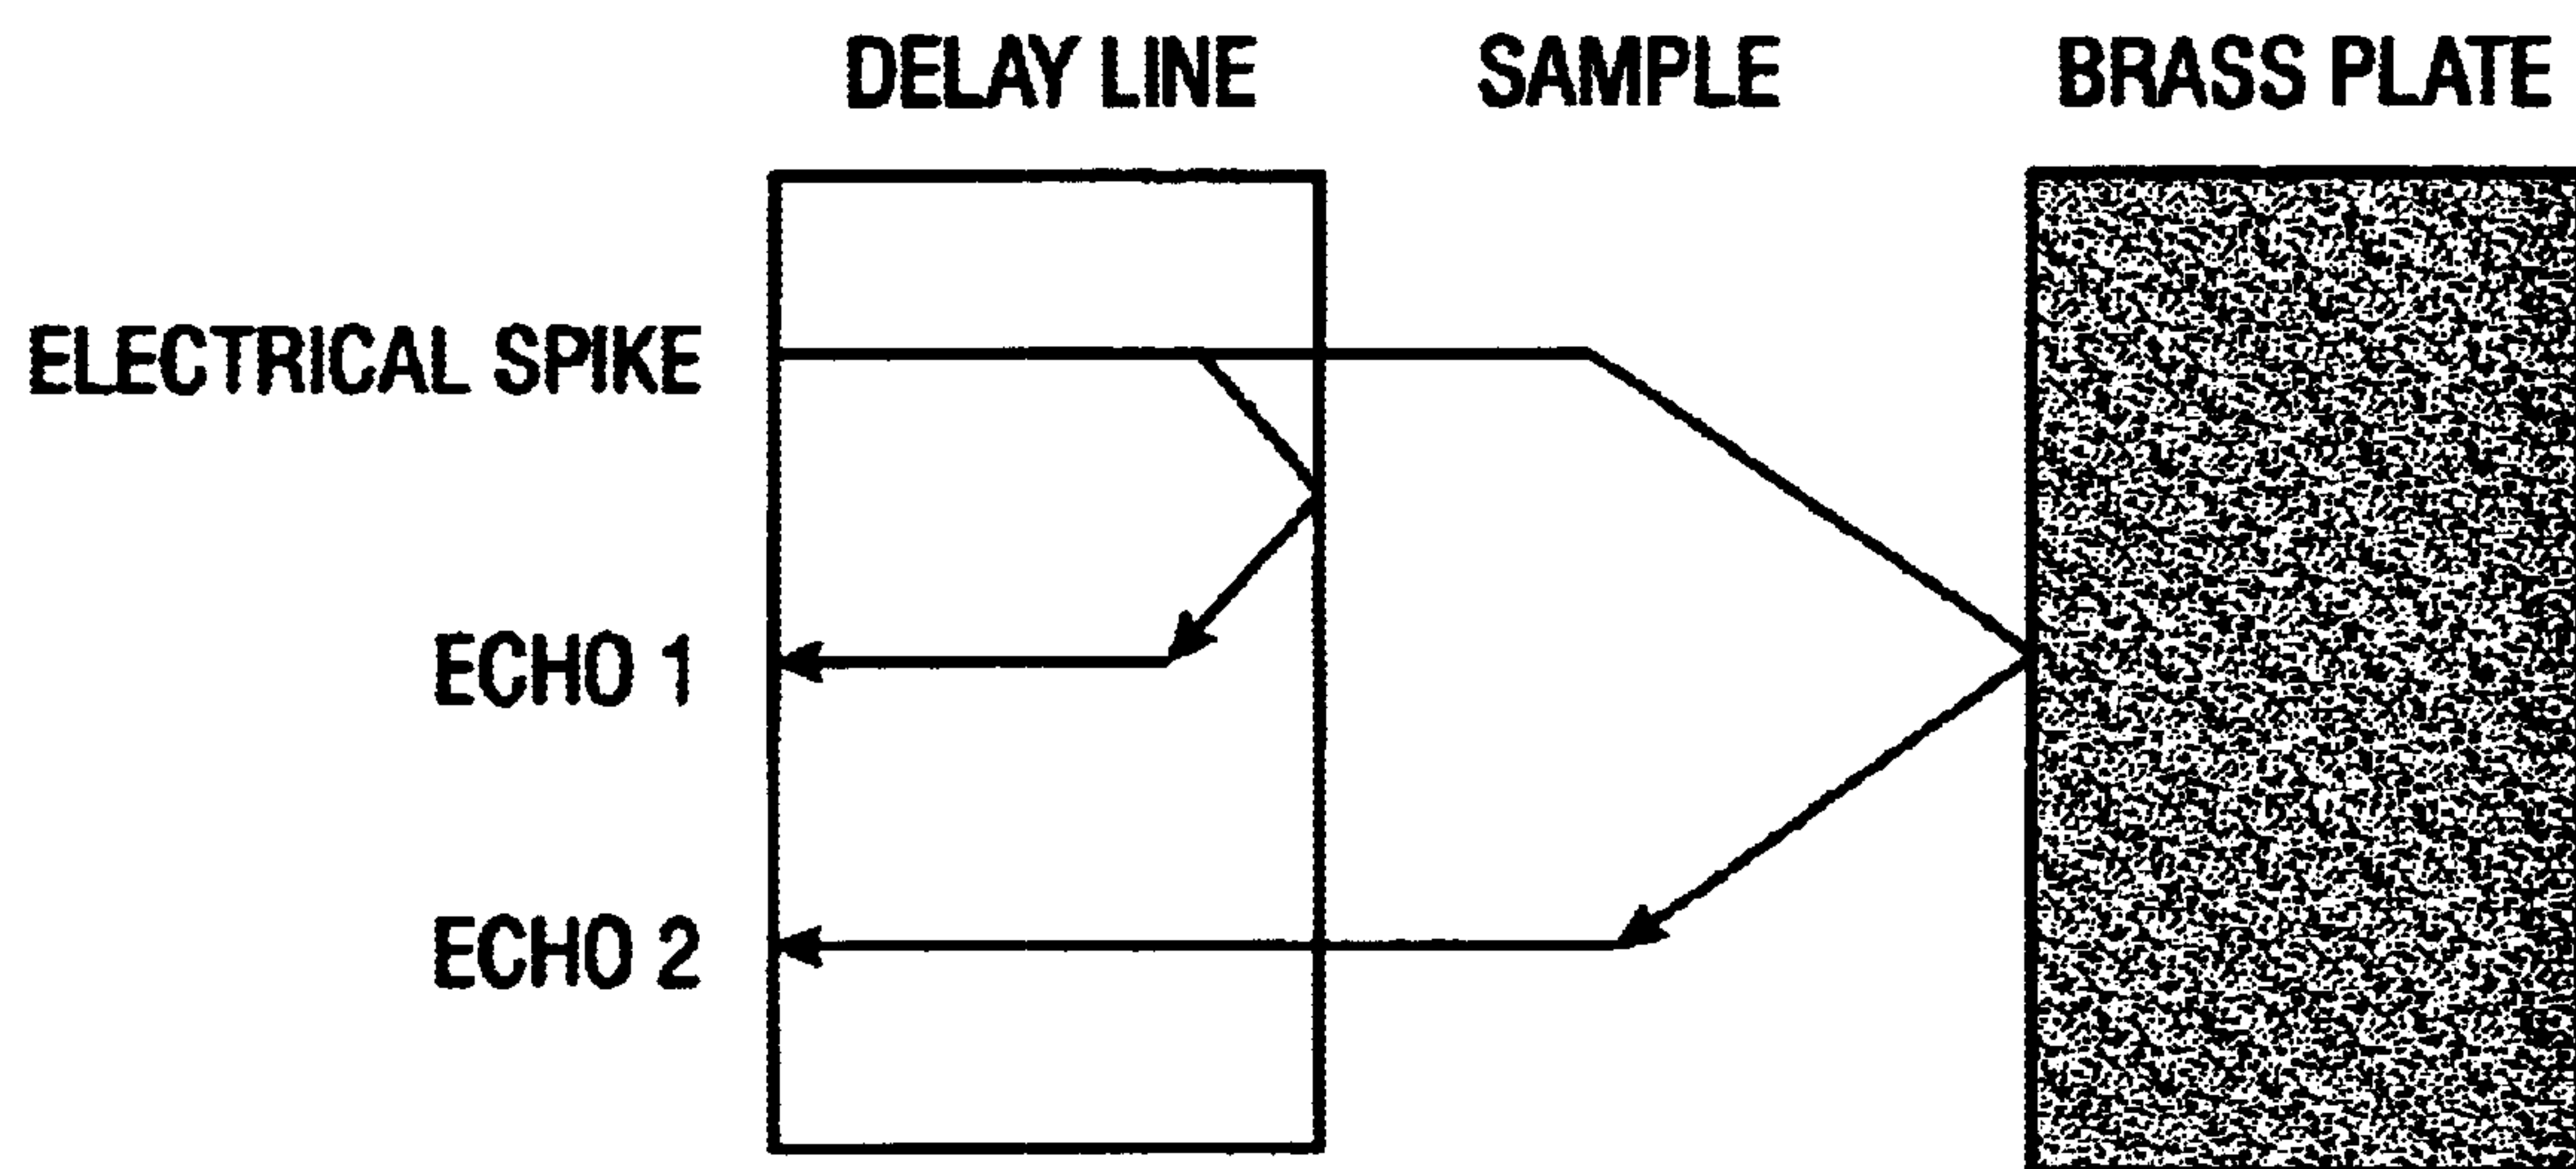 DELAY LINE SAMPLE BRASS PLATE
ELECTRICAL SPIKE
ECHO 1
ECHO 2